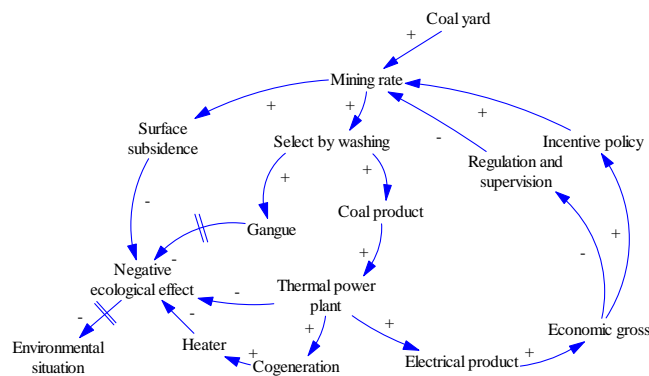 Coal yard
+
Mining rate
+
+
+
-
Surface
subsidence
Select by washing
Incentive policy
Regulation and
supervision
+
+
-
Coal product
Gangue
+
-
+
-
Negative
ecological effect
-
Thermal power
plant
-
-
+
+
Economic gross
Environmental
situation
Heater
+
Cogeneration
Electrical product
+